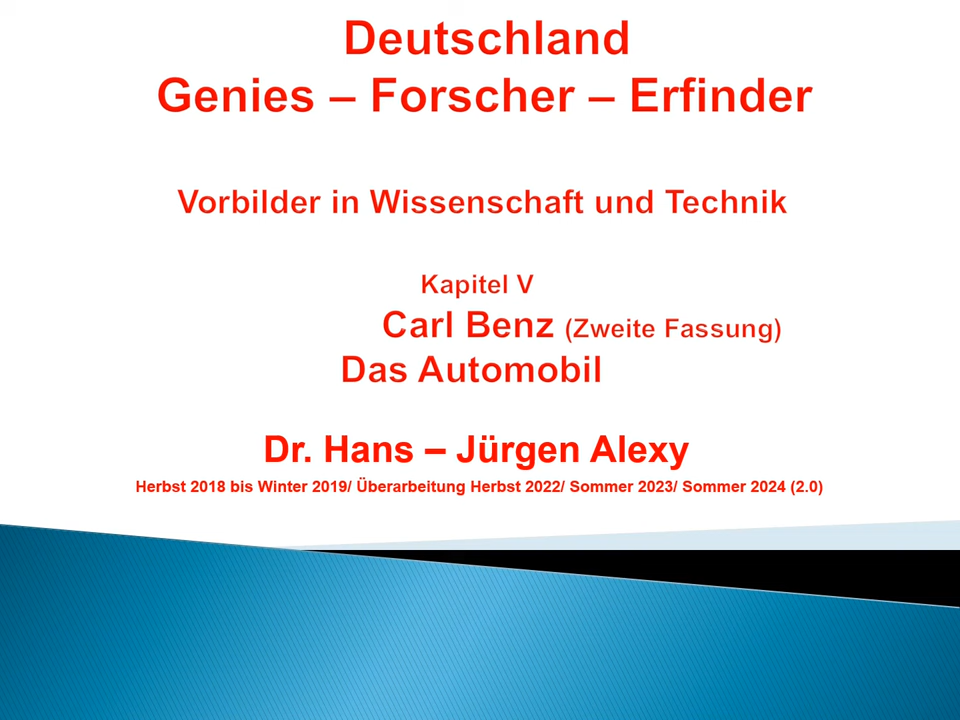 Deutschland
Genies – Forscher – Erfinder
Vorbilder in Wissenschaft und Technik
Kapitel V
Carl Benz (Zweite Fassung)
Das Automobil
Dr. Hans – Jürgen Alexy
Herbst 2018 bis Winter 2019/ Überarbeitung Herbst 2022/ Sommer 2023/ Sommer 2024 (2.0)